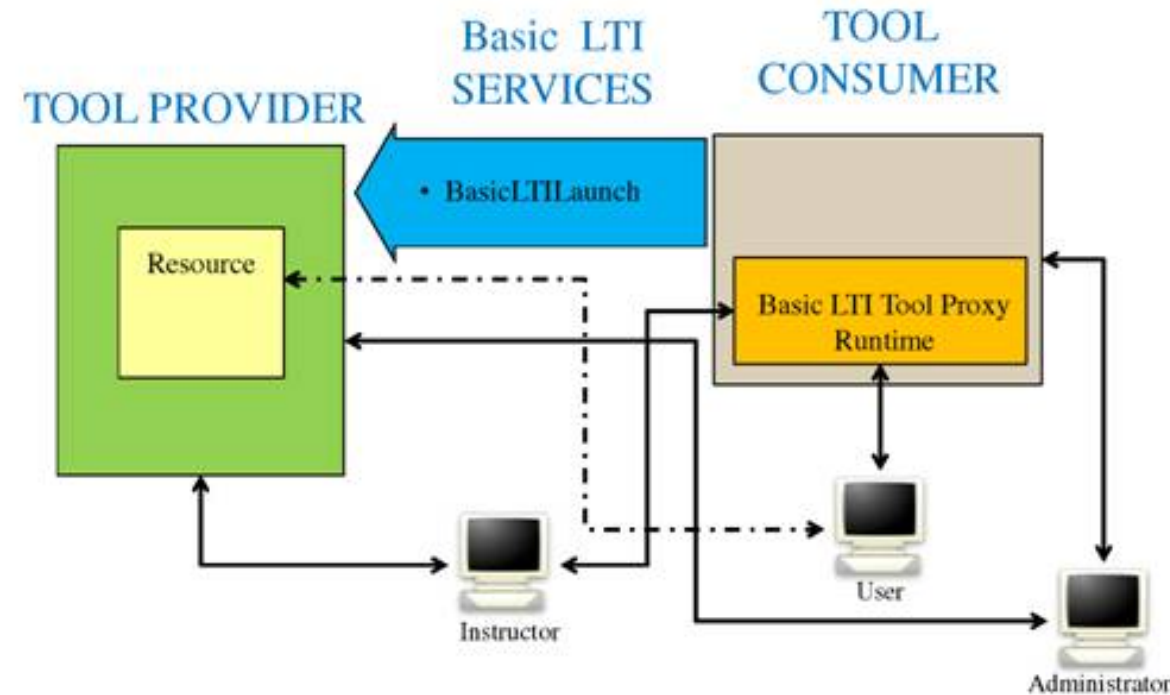 Basic LTI
SERVICES
TOOL
CONSUMER
TOOL PROVIDER
• BasicLTILaunch
Resource
Basic LTI Tool Proxy
Runtime
User
Instructor
Administrator